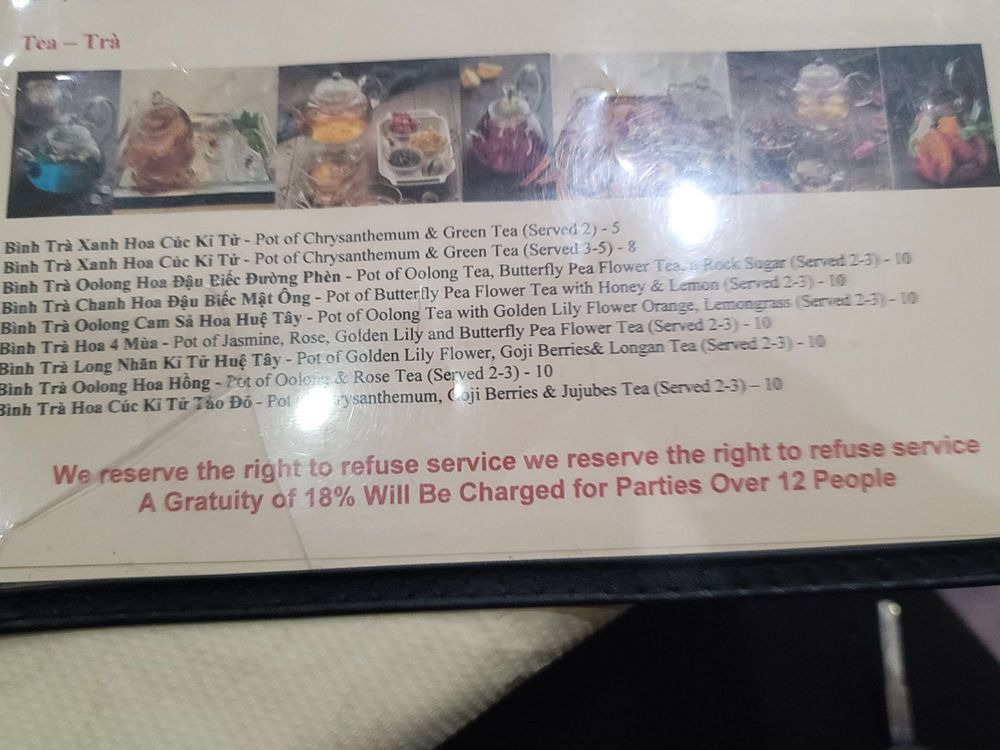 Tea – Trà
Bình Trà Xanh Hoa Cúc Kĩ Tử - Pot of Chrysanthemum & Green Tea (Served 2) - 5
Bình Trà Xanh Hoa Cúc Kĩ Tử - Pot of Chrysanthemum & Green Tea (Served 3-5) - 8
Bình Trà Oolong Hoa Đậu Biếc Đường Phèn - Pot of Oolong Tea, Butterfly Pea Flower Tea Rock Sugar (Served 2-3) - 10
Bình Trà Chanh Hoa Đậu Biếc Mật Ông - Pot of Butterfly Pea Flower Tea with Honey & Lemon (Served 2-3) - 10
Bình Trà Oolong Cam Sả Hoa Huệ Tây - Pot of Oolong Tea with Golden Lily Flower Orange, Lemongrass (Served 2-3) - 10
Bình Trà Hoa 4 Mùa - Pot of Jasmine, Rose, Golden Lily and Butterfly Pea Flower Tea (Served 2-3) - 10
Bình Trà Long Nhãn Kĩ Tử Huệ Tây - Pot of Golden Lily Flower, Goji Berries& Longan Tea (Served 2-3) - 10
Bình Trà Oolong Hoa Hồng - Pot of Oolong & Rose Tea (Served 2-3) - 10
Bình Trà Hoa Cúc Kĩ Tử Táo Đỏ - Pot Chrysanthemum, Goji Berries & Jujubes Tea (Served 2-3) – 10
We reserve the right to refuse service we reserve the right to refuse service
A Gratuity of 18% Will Be Charged for Parties Over 12 People